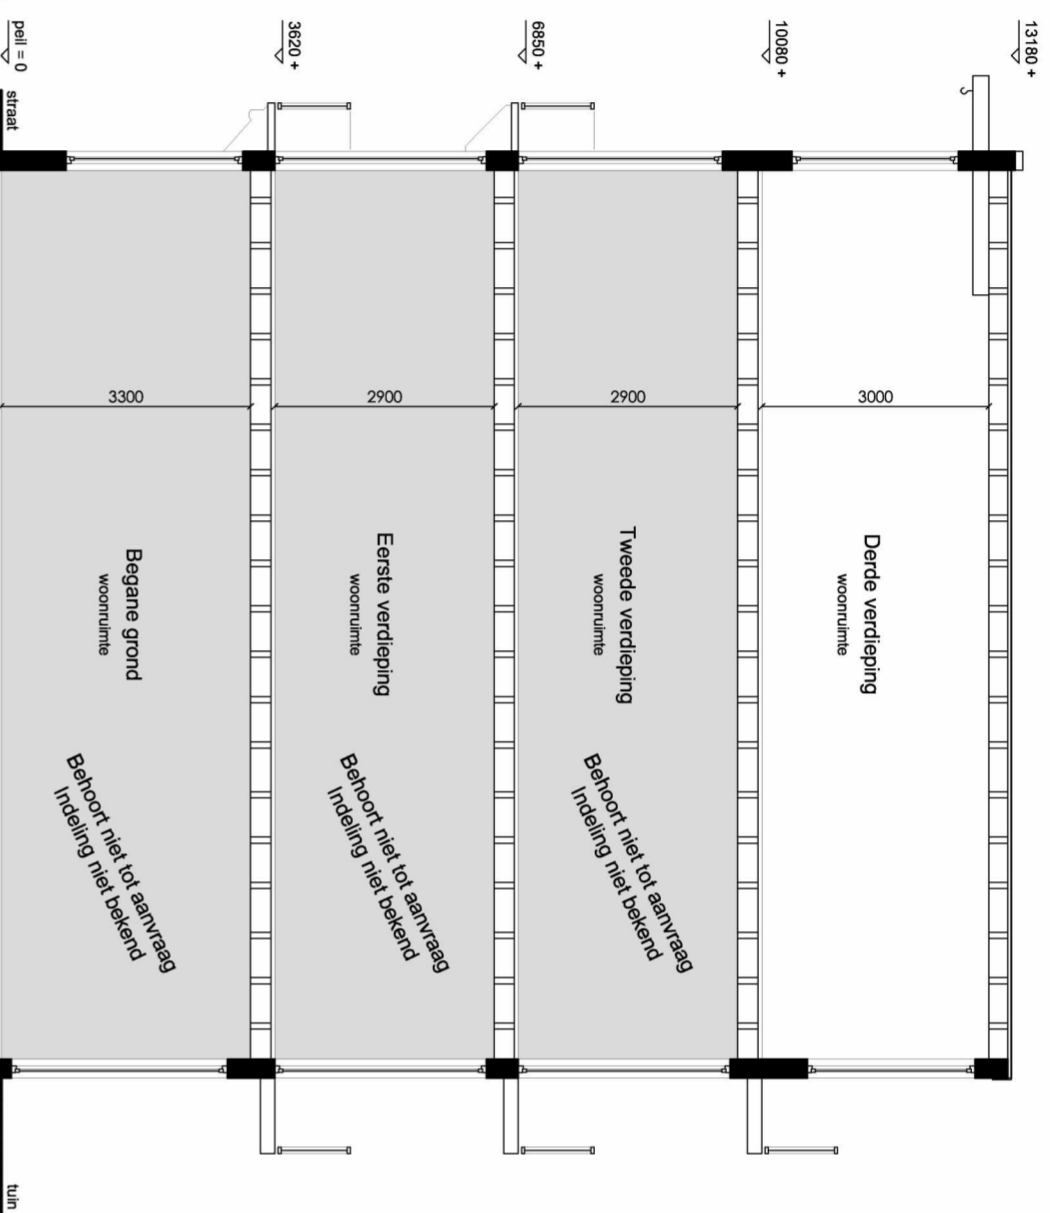 13180 +
10080 +
6850 +
3620 +
peil = 0
straat
3000
2900
2900
3300
Derde verdieping
woonruimte
Tweede verdieping
woonruimte
Behoort niet tot aanvraag
Indeling niet bekend
Eerste verdieping
woonruimte
Behoort niet tot aanvraag
Indeling niet bekend
Begane grond
woonruimte
Behoort niet tot aanvraag
Indeling niet bekend
tuin